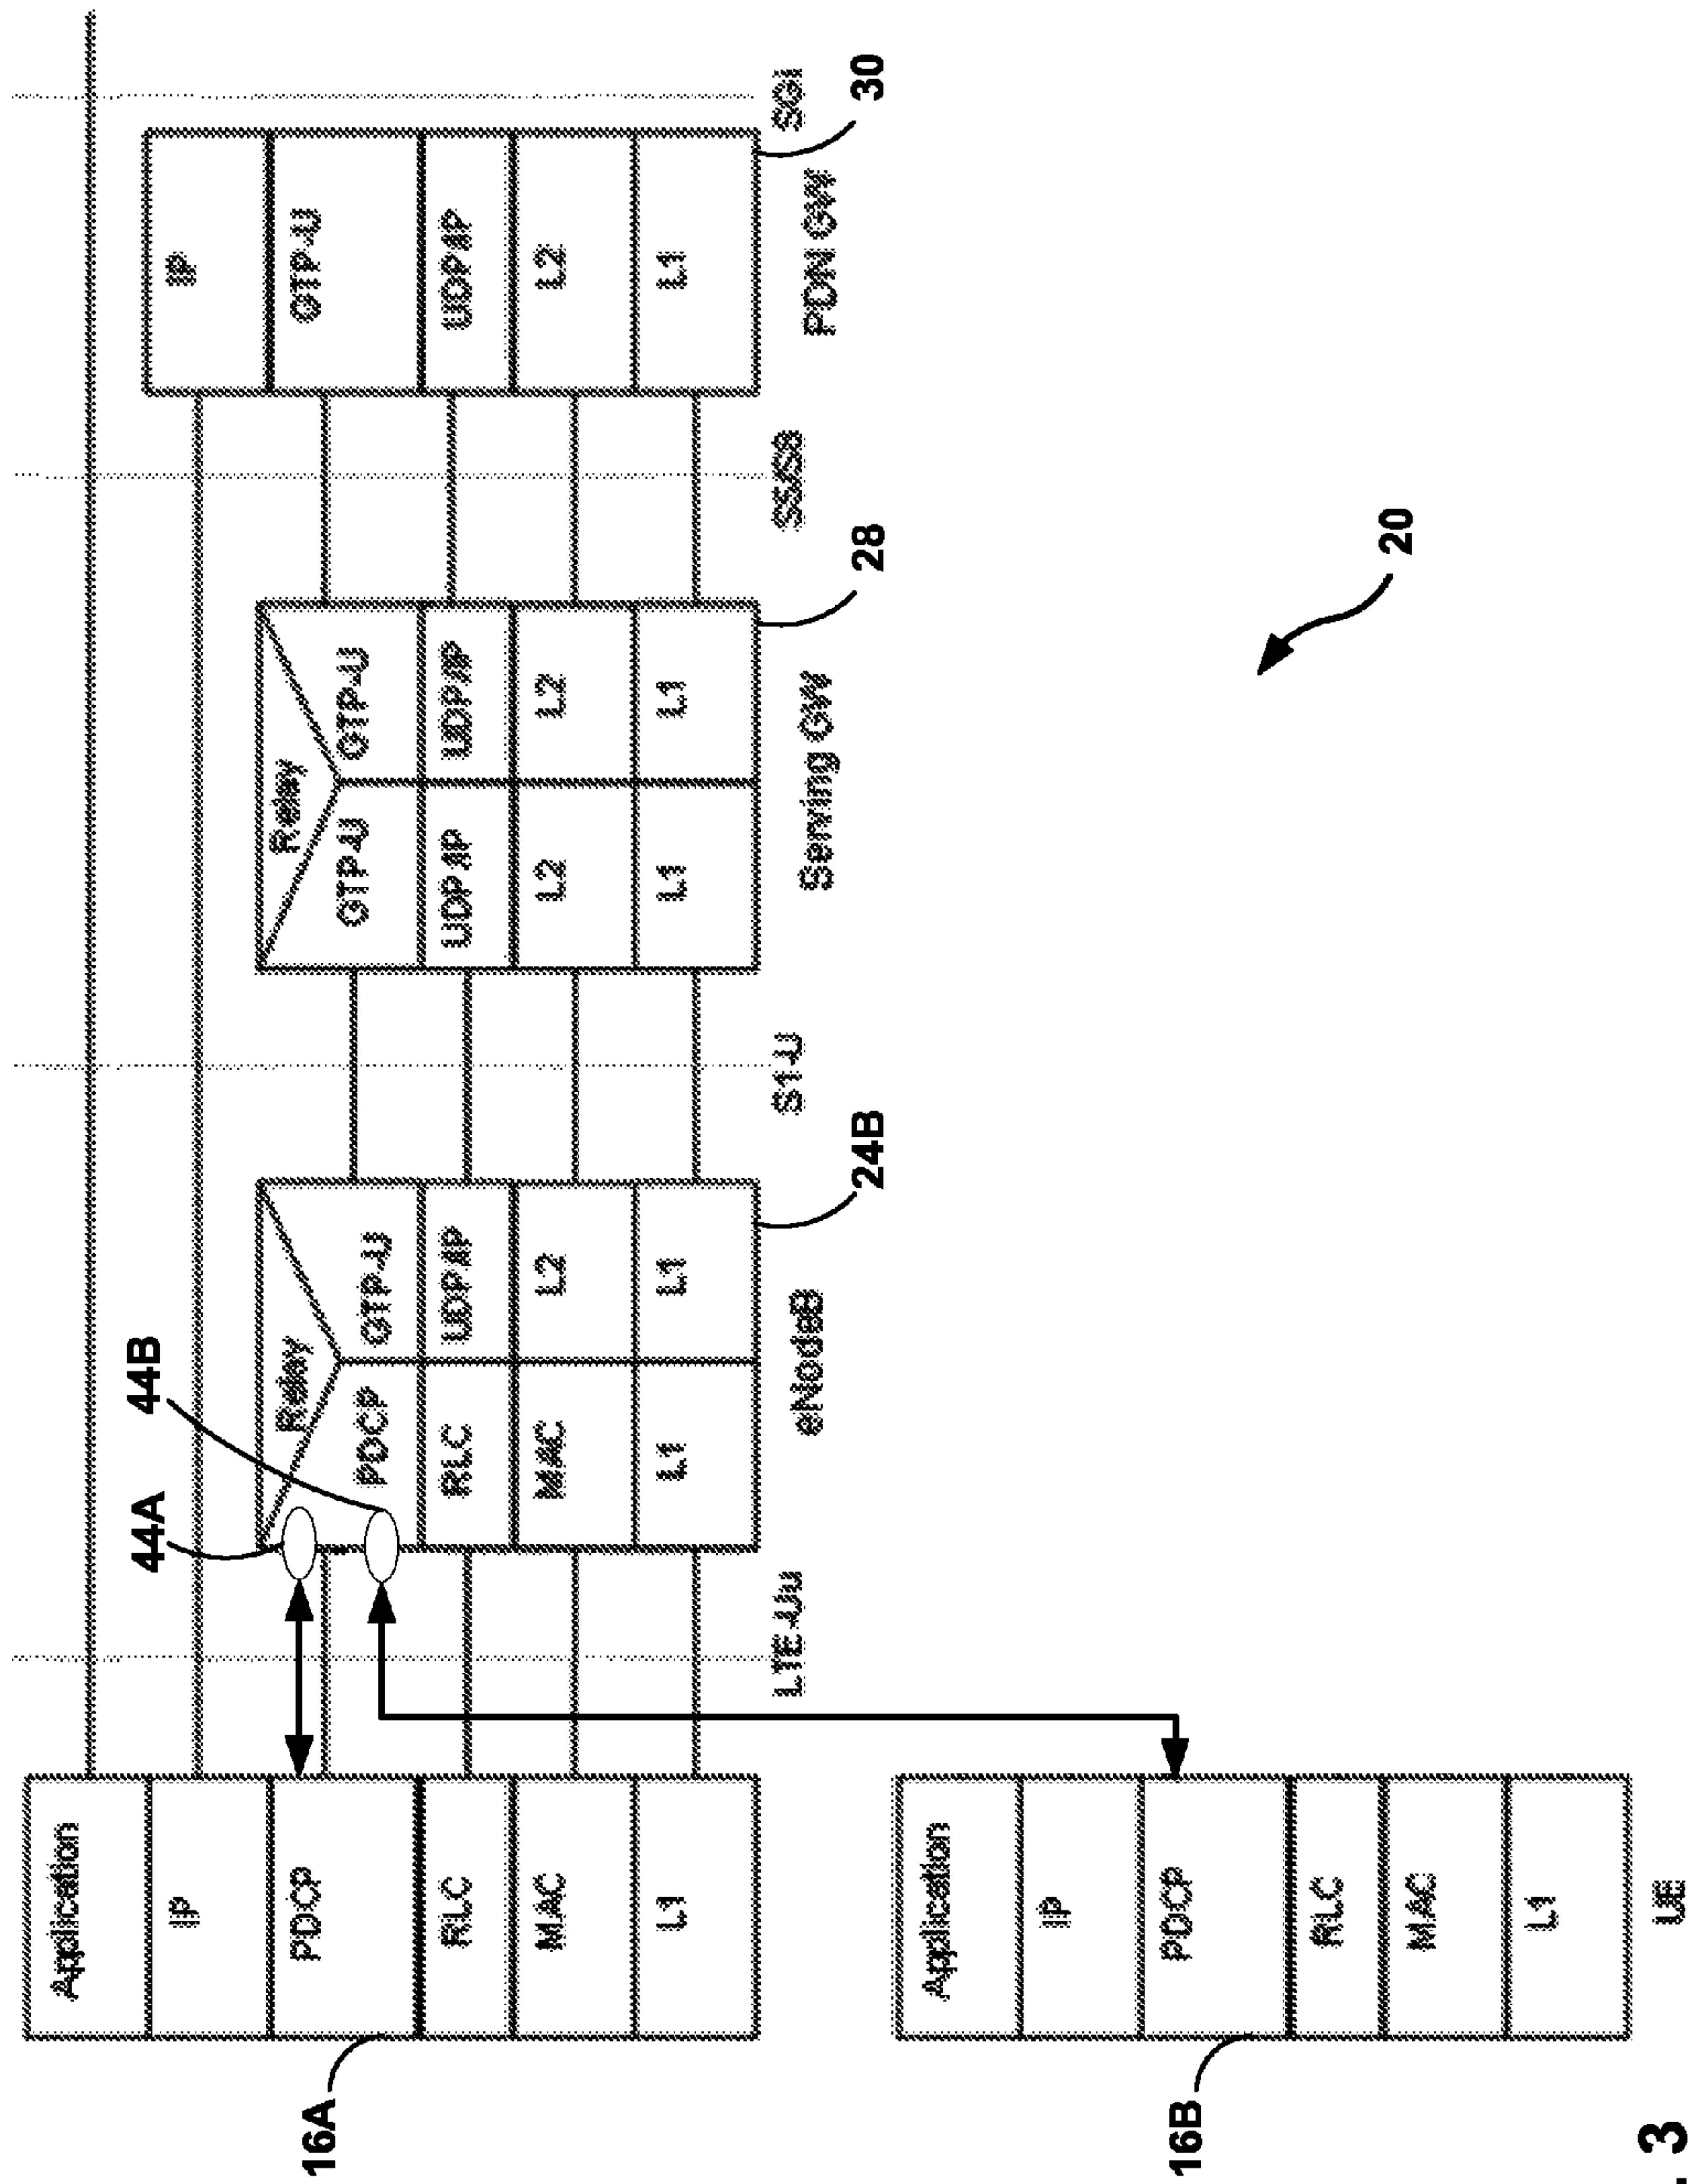 16A
Application
IP
PDCP
RLC
MAC
L1
LTE-Uu
44A
44B
Relay
PDCP
GTP-U
RLC
UDP/IP
MAC
L2
L1
L1
eNodeB
24B
S1-U
Relay
GTP-U
GTP-U
UDP/IP
UDP/IP
L2
L2
L1
L1
Serving GW
28
S5/S8
IP
GTP-U
UDP/IP
L2
L1
PDN GW
SGi
30
16B
Application
IP
PDCP
RLC
MAC
L1
UE
20
. 3